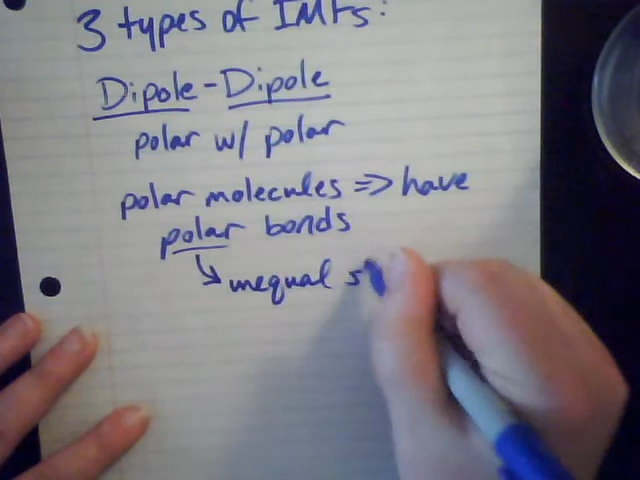 3 types of IMFs:
Dipole-Dipole
polar w/ polar
polar molecules => have
polar bonds
↳ unequal s